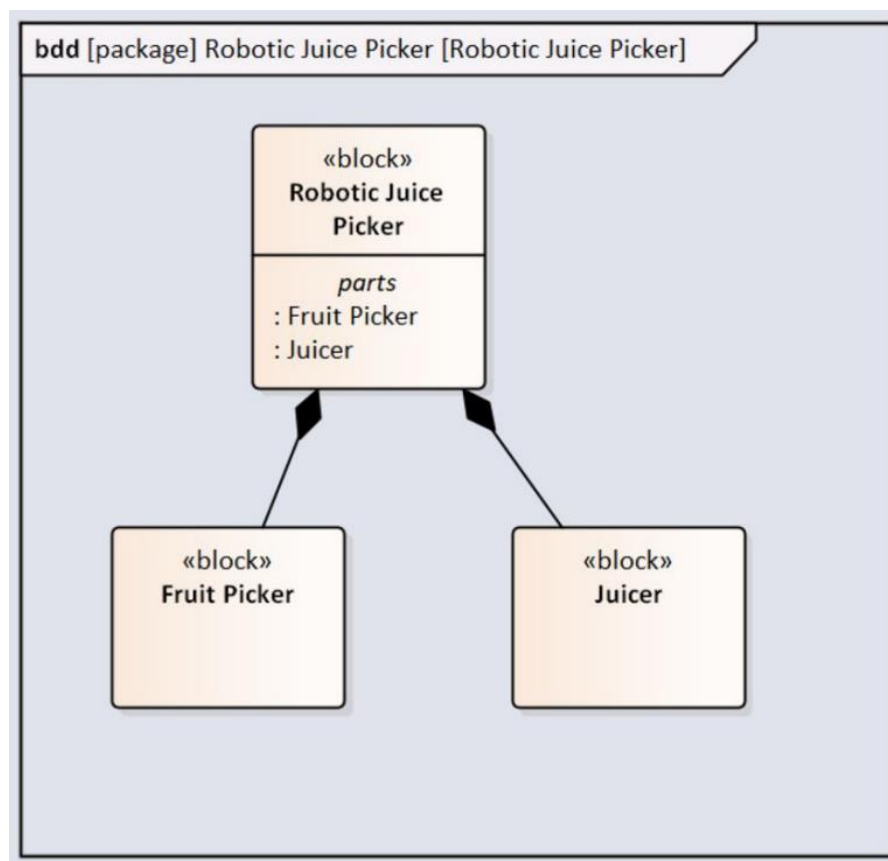 bdd [package] Robotic Juice Picker [Robotic Juice Picker]
«block»
Robotic Juice
Picker
parts
: Fruit Picker
: Juicer
«block»
Fruit Picker
«block»
Juicer